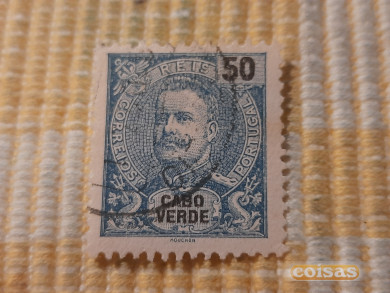 50
REIS
CORREIOS
PORTUGAL
CABO
VERDE
MOUCHON
coisas